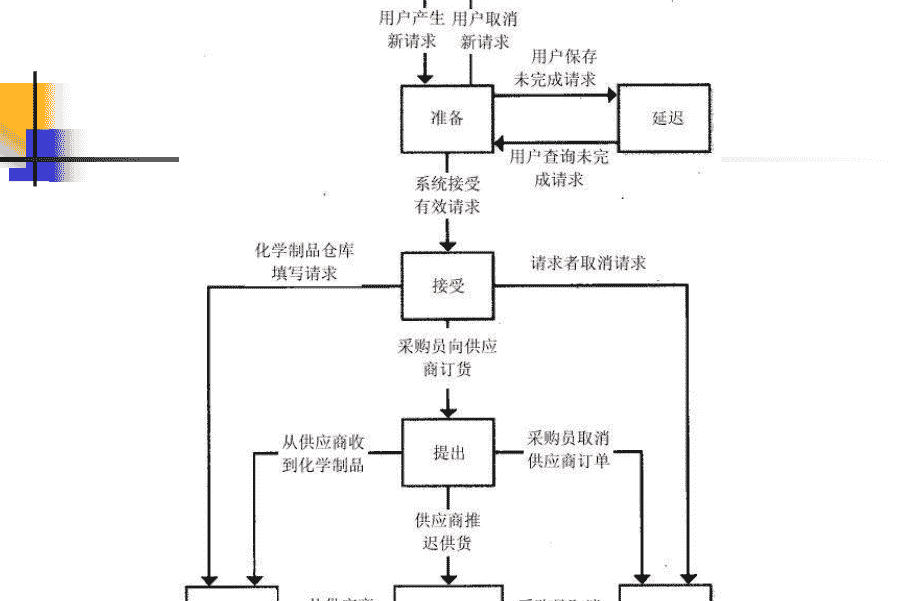 用户产生 用户取消
新请求 新请求
用户保存
未完成请求
准备
延迟
用户查询未完
成请求
系统接受
有效请求
化学制品仓库
填写请求
请求者取消请求
接受
采购员向供应
商订货
从供应商收
到化学制品
提出
采购员取消
供应商订单
供应商推
迟供货